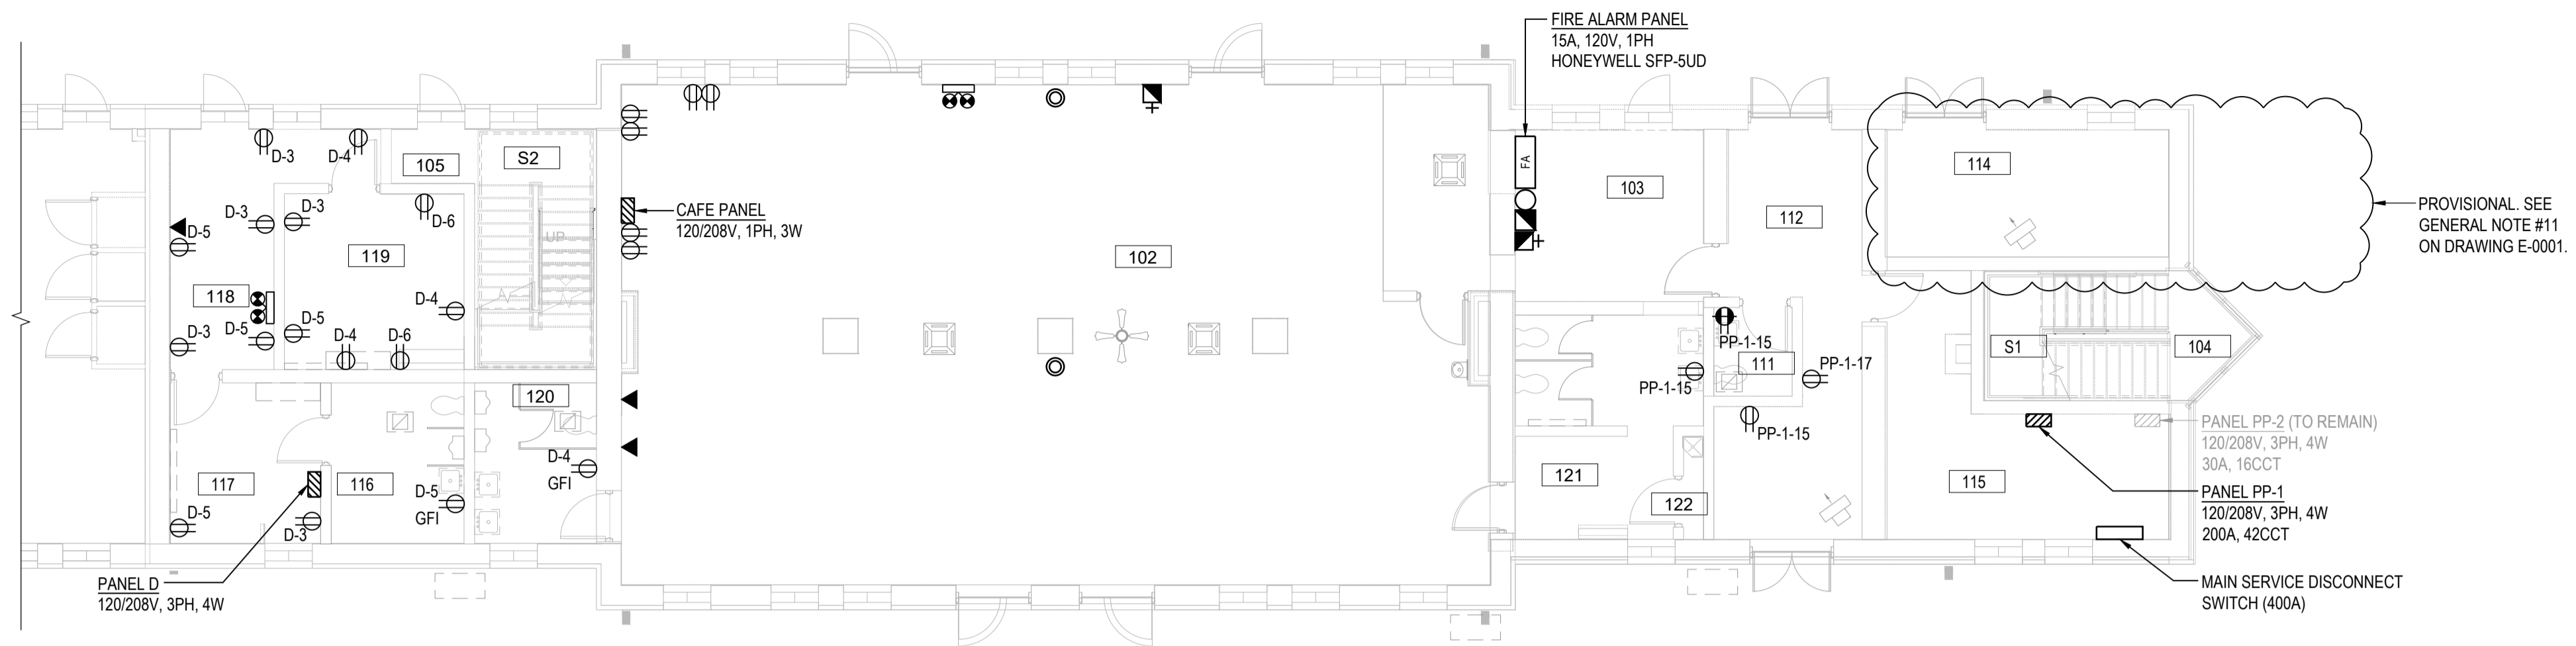 FIRE ALARM PANEL
15A, 120V, 1PH
HONEYWELL SFP-5UD
D-3
D-4
105
S2
FA
103
114
112
PROVISIONAL. SEE
GENERAL NOTE #11
ON DRAWING E-0001.
CAFE PANEL
120/208V, 1PH, 3W
D-3
D-3
D-6
D-5
UP
119
102
118
D-4
D-3
D-5
D-5
D-4
D-6
PP-1-15
S1
104
111
PP-1-17
PP-1-15
120
PP-1-15
PANEL PP-2 (TO REMAIN)
120/208V, 3PH, 4W
30A, 16CCT
D-4
GFI
117
116
D-5
GFI
121
122
115
PANEL PP-1
120/208V, 3PH, 4W
200A, 42CCT
D-5
D-3
PANEL D
120/208V, 3PH, 4W
MAIN SERVICE DISCONNECT
SWITCH (400A)